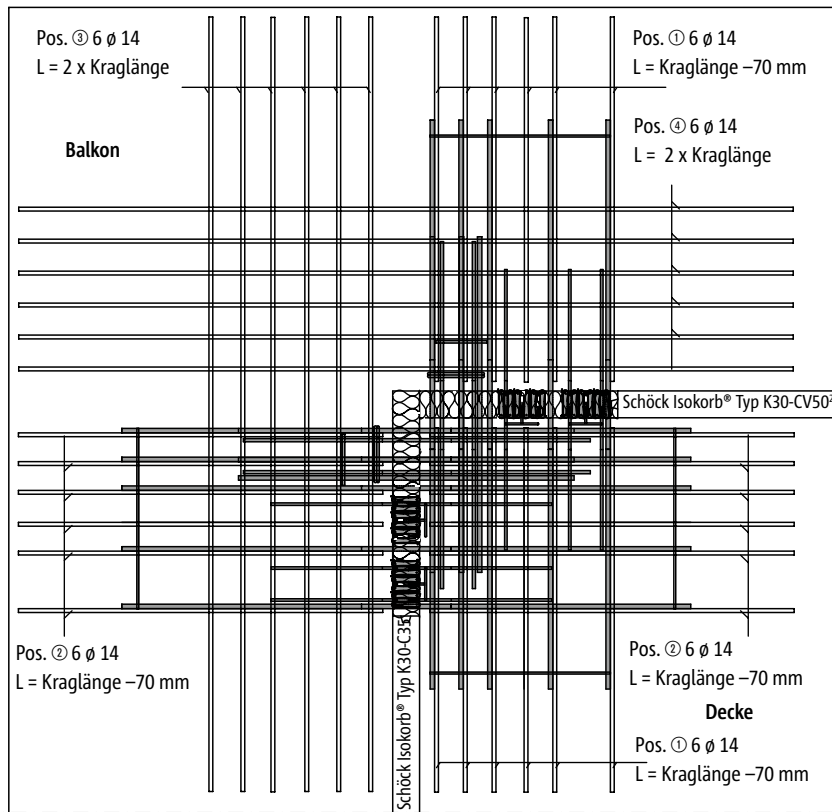 Pos. ③ 6 ø 14
L = 2 x Kraglänge
Pos. ① 6 ø 14
L = Kraglänge –70 mm
Balkon
Pos. ④ 6 ø 14
L = 2 x Kraglänge
Schöck Isokorb® Typ K30-CV50²
Schöck Isokorb® Typ K30-C35
Pos. ② 6 ø 14
L = Kraglänge –70 mm
Pos. ② 6 ø 14
L = Kraglänge –70 mm
Decke
Pos. ① 6 ø 14
L = Kraglänge –70 mm